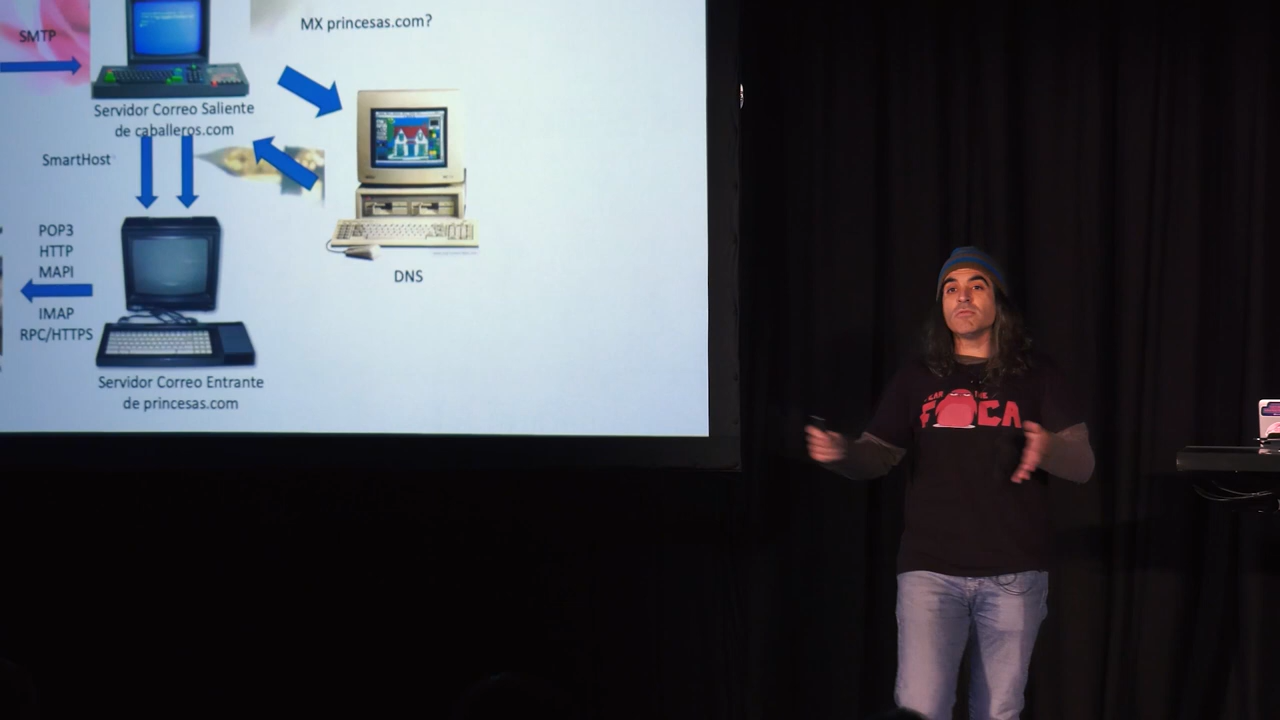 MX princesas.com?
SMTP
Servidor Correo Saliente
de caballeros.com
SmartHost
POP3
HTTP
MAPI
IMAP
RPC/HTTPS
DNS
Servidor Correo Entrante
de princesas.com
FOCA